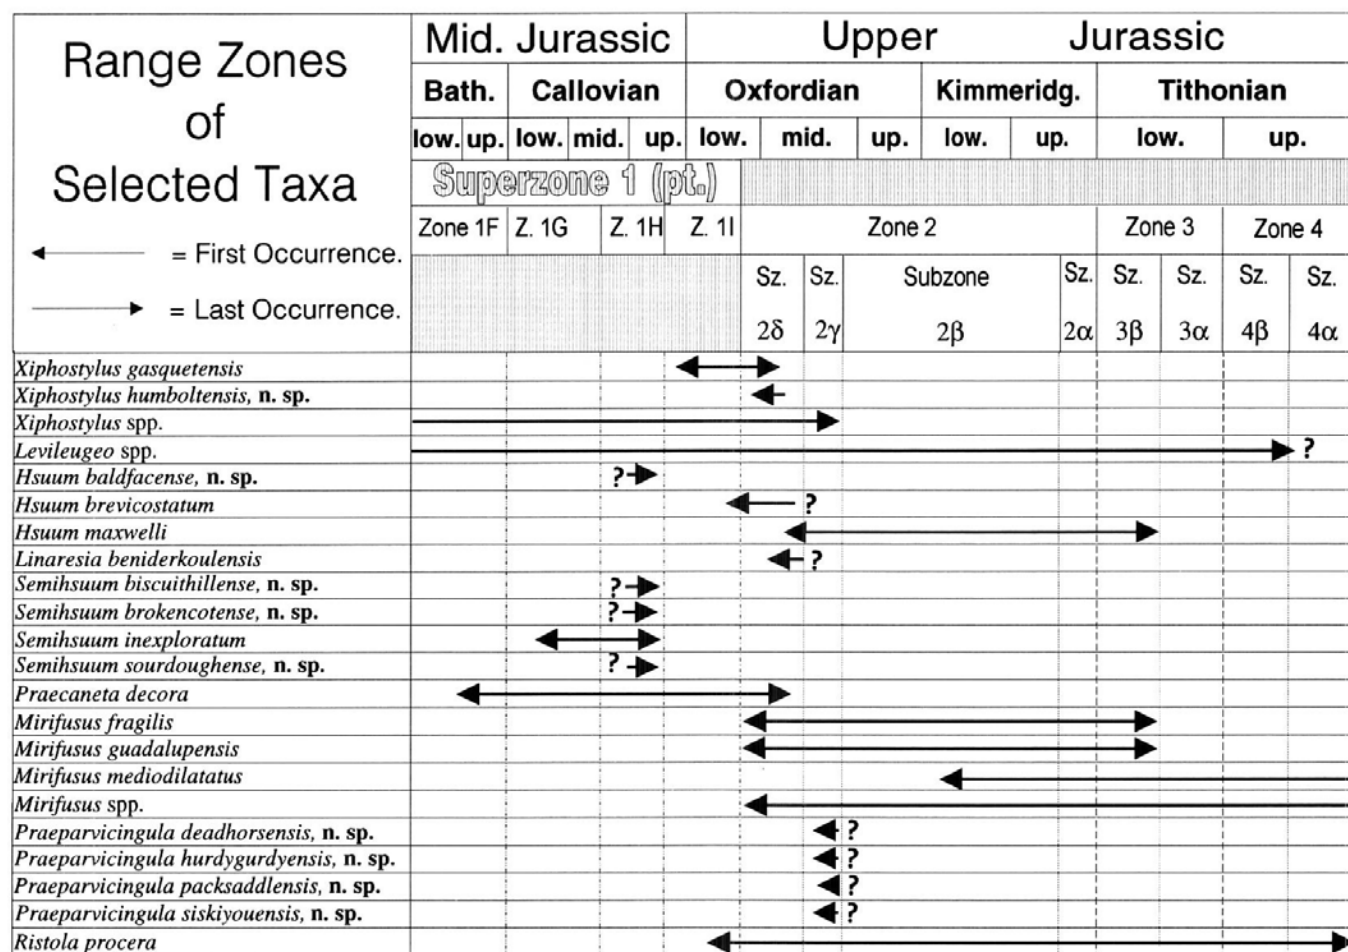 Range Zones
of
Selected Taxa
= First Occurrence.
= Last Occurrence.
Mid. Jurassic Upper Jurassic
Bath. Callovian Oxfordian Kimmeridg. Tithonian
low. up. low. mid. up. low. mid. up. low. up. low. up.
Superzone 1 (pt.)
Zone 1F Z. 1G Z. 1H Z. 1I Zone 2 Zone 3 Zone 4
Sz. Sz. Subzone Sz. Sz. Sz. Sz. Sz.
2δ 2γ 2β 2α 3β 3α 4β 4α
Xiphostylus gasquetensis
Xiphostylus humboltensis, n. sp.
Xiphostylus spp.
Levileugeo spp. ?
Hsuum baldfacense, n. sp. ?
Hsuum brevicostatum ?
Hsuum maxwelli
Linaresia beniderkoulensis ?
Semihsuum biscuithillense, n. sp. ?
Semihsuum brokencotense, n. sp. ?
Semihsuum inexploratum
Semihsuum sourdoughense, n. sp. ?
Praecaneta decora
Mirifusus fragilis
Mirifusus guadalupensis
Mirifusus mediodilatatus
Mirifusus spp.
Praeparvicingula deadhorsensis, n. sp. ?
Praeparvicingula hurdygurdyensis, n. sp. ?
Praeparvicingula packsaddlensis, n. sp. ?
Praeparvicingula siskiyouensis, n. sp. ?
Ristola procera